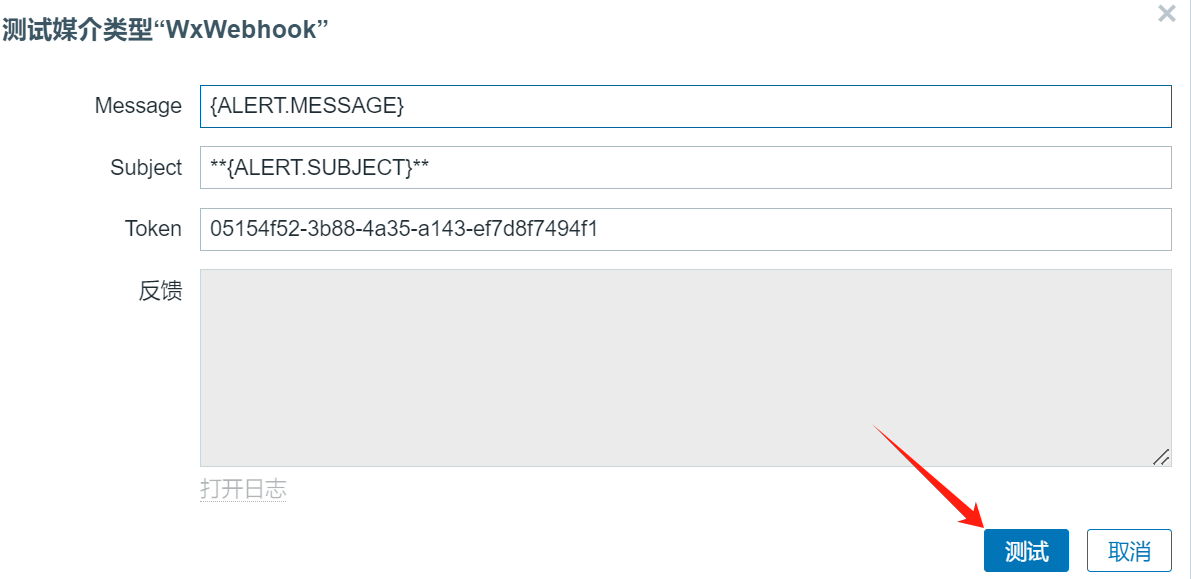 测试媒介类型“WxWebhook”
Message {ALERT.MESSAGE}
Subject **{ALERT.SUBJECT}**
Token 05154f52-3b88-4a35-a143-ef7d8f7494f1
反馈
打开日志
测试 取消